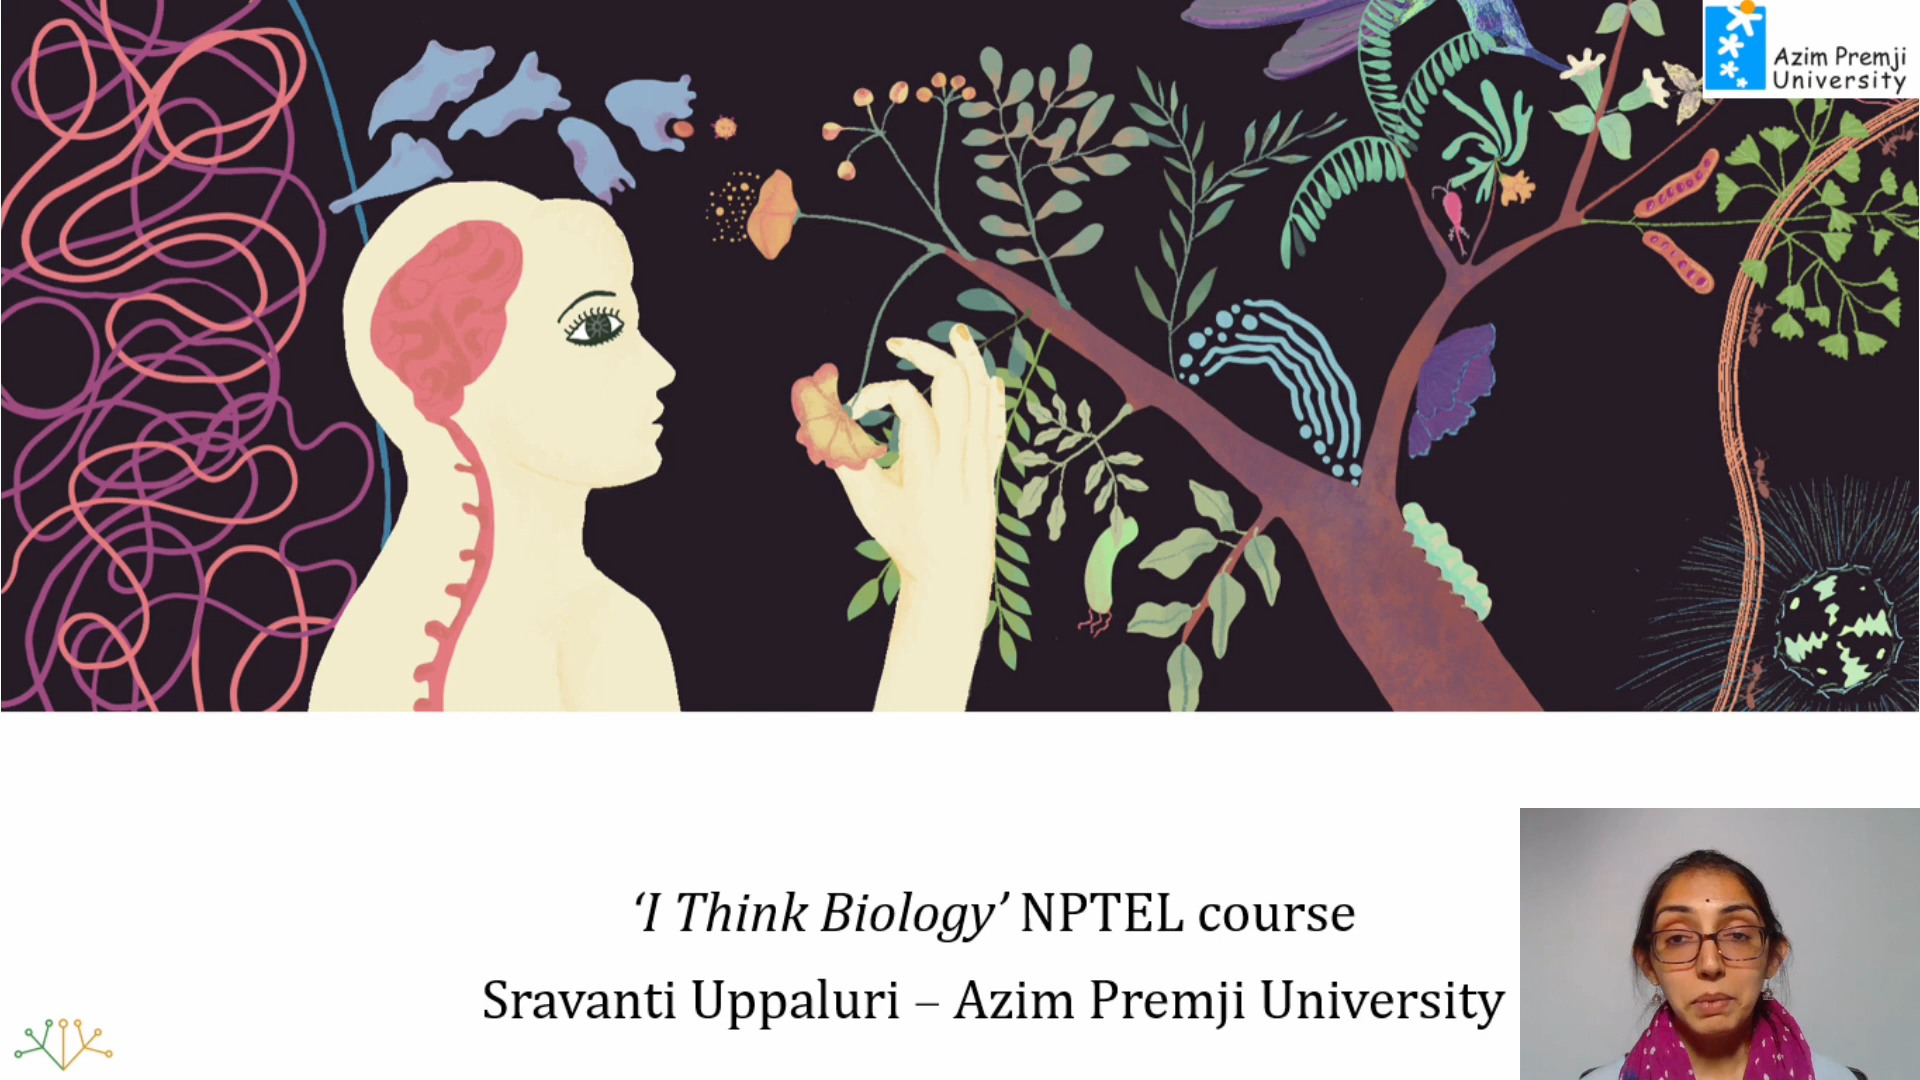 Azim Premji
University
‘I Think Biology’ NPTEL course
Sravanti Uppaluri – Azim Premji University